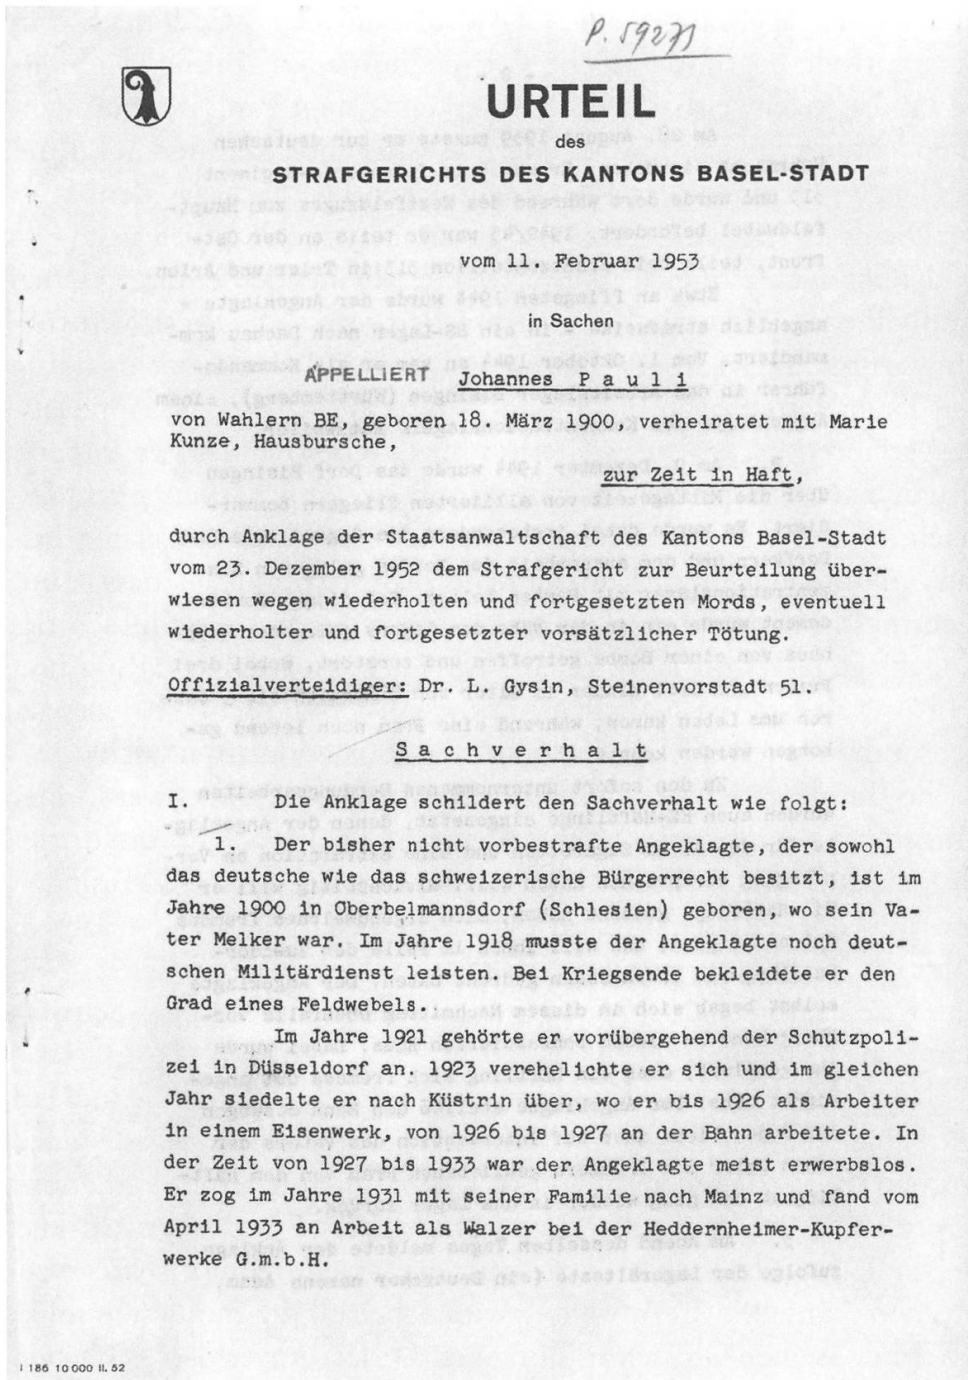 P. 59271
URTEIL
des
STRAFGERICHTS DES KANTONS BASEL-STADT
vom 11. Februar 1953
in Sachen
APPELLIERT Johannes P a u l i
von Wahlern BE, geboren 18. März 1900, verheiratet mit Marie
Kunze, Hausbursche,
zur Zeit in Haft,
durch Anklage der Staatsanwaltschaft des Kantons Basel-Stadt
vom 23. Dezember 1952 dem Strafgericht zur Beurteilung über-
wiesen wegen wiederholten und fortgesetzten Mords, eventuell
wiederholter und fortgesetzter vorsätzlicher Tötung.
Offizialverteidiger: Dr. L. Gysin, Steinenvorstadt 51.
S a c h v e r h a l t
I. Die Anklage schildert den Sachverhalt wie folgt:
1. Der bisher nicht vorbestrafte Angeklagte, der sowohl
das deutsche wie das schweizerische Bürgerrecht besitzt, ist im
Jahre 1900 in Oberbelmannsdorf (Schlesien) geboren, wo sein Va-
ter Melker war. Im Jahre 1918 musste der Angeklagte noch deut-
schen Militärdienst leisten. Bei Kriegsende bekleidete er den
Grad eines Feldwebels.
Im Jahre 1921 gehörte er vorübergehend der Schutzpoli-
zei in Düsseldorf an. 1923 verehelichte er sich und im gleichen
Jahr siedelte er nach Küstrin über, wo er bis 1926 als Arbeiter
in einem Eisenwerk, von 1926 bis 1927 an der Bahn arbeitete. In
der Zeit von 1927 bis 1933 war der Angeklagte meist erwerbslos.
Er zog im Jahre 1931 mit seiner Familie nach Mainz und fand vom
April 1933 an Arbeit als Walzer bei der Heddernheimer-Kupfer-
werke G.m.b.H.
I 186 10 000 II. 52